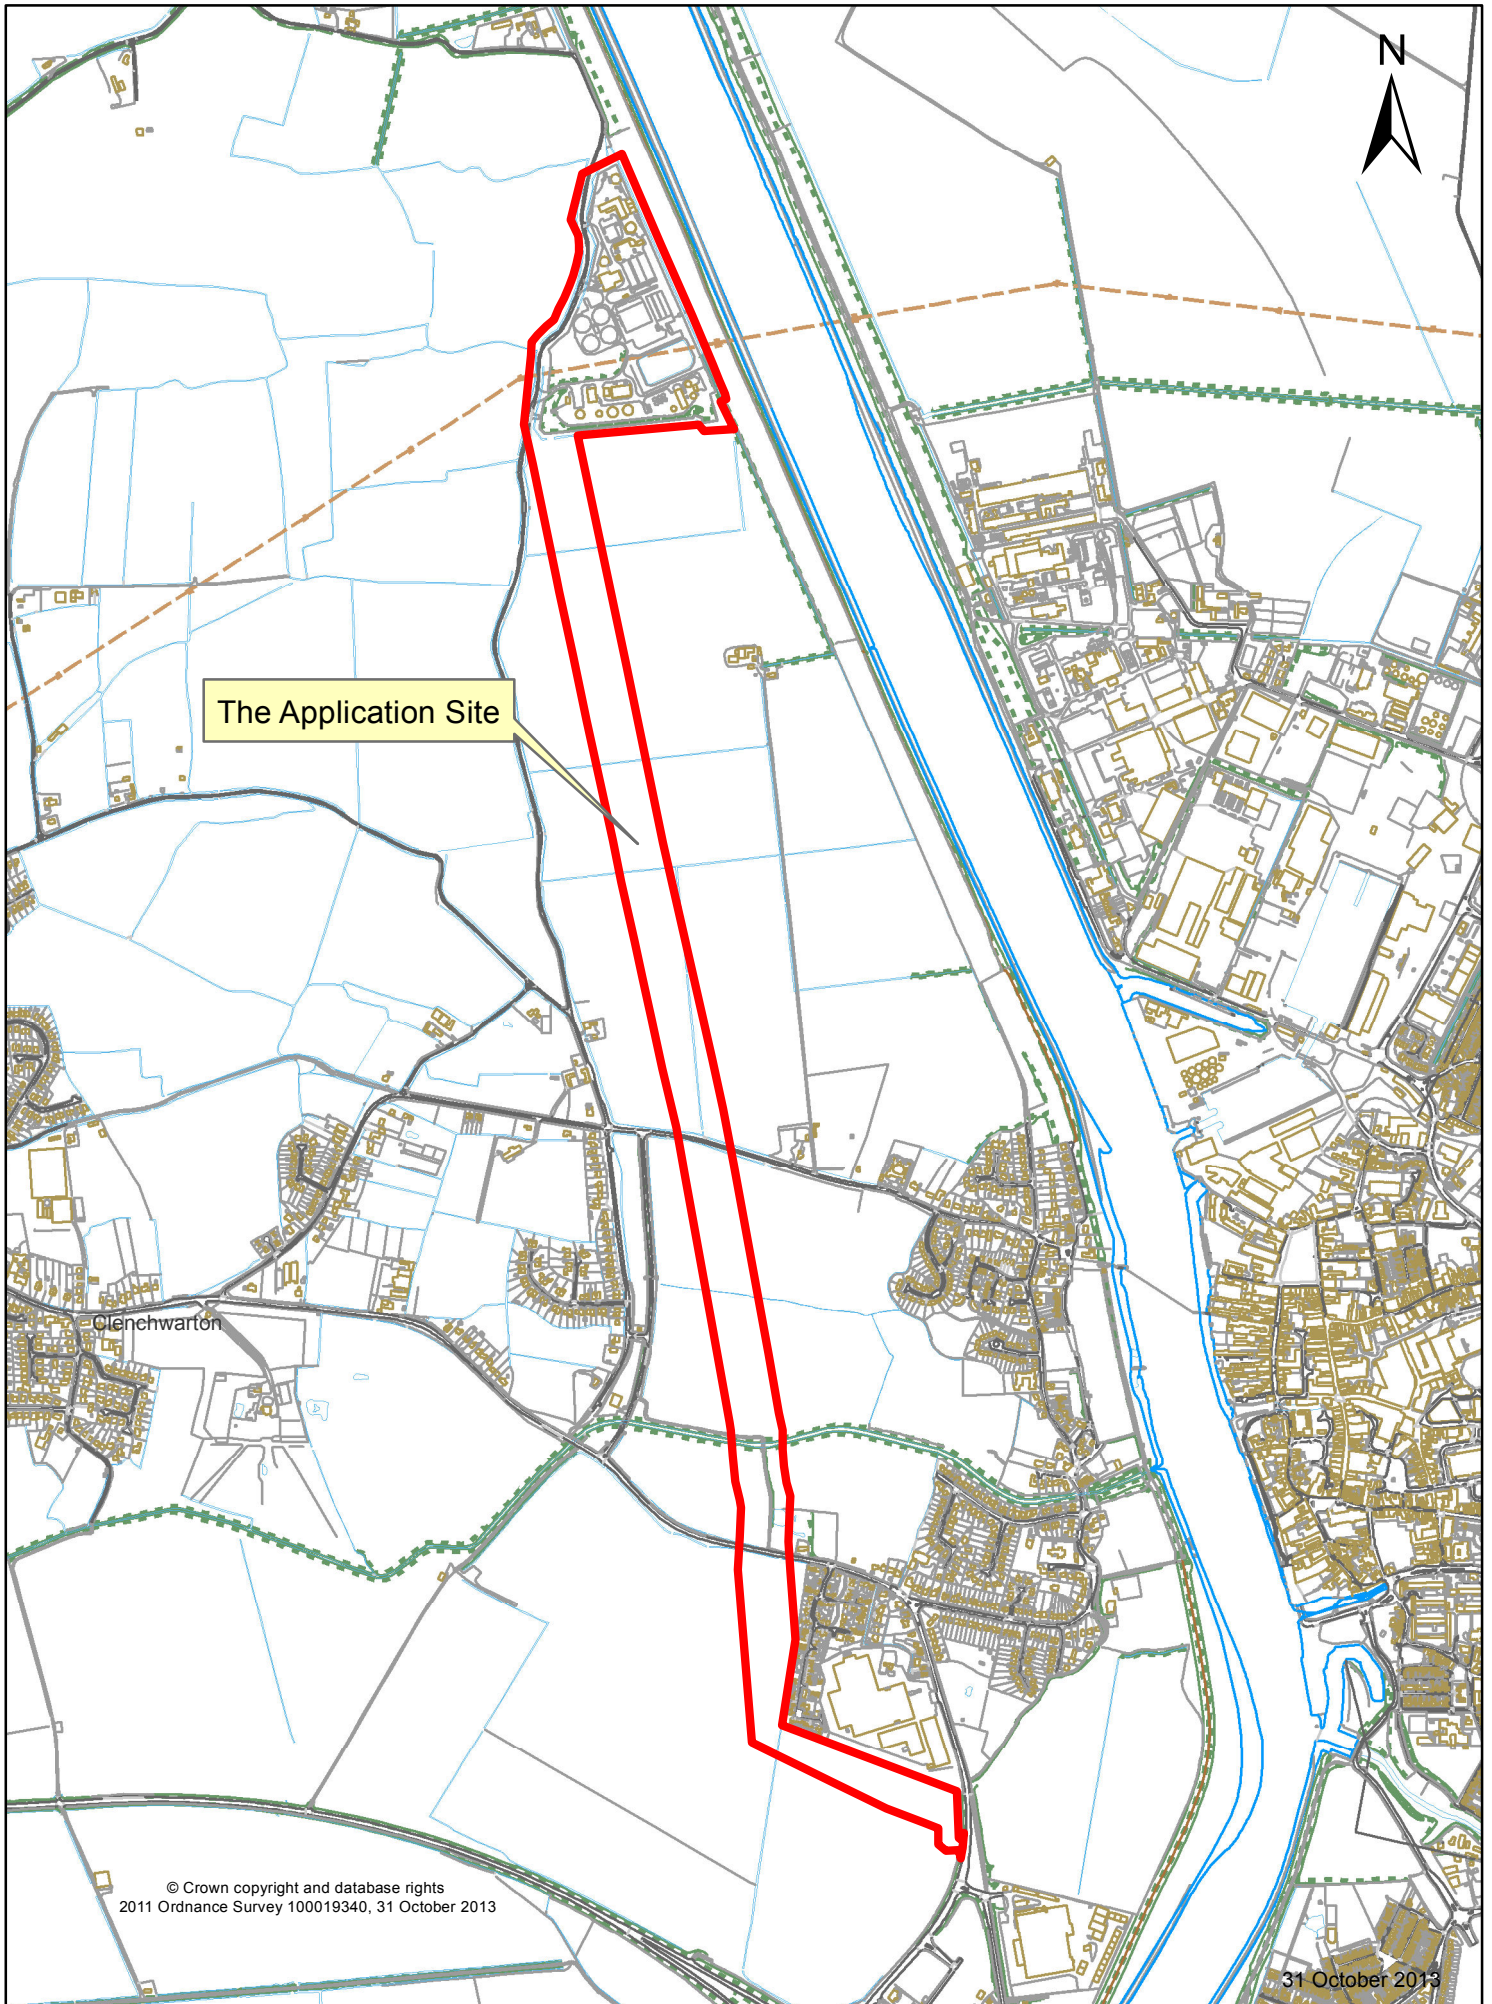 N
The Application Site
Clenchwarton
© Crown copyright and database rights
2011 Ordnance Survey 100019340, 31 October 2013
31 October 2013